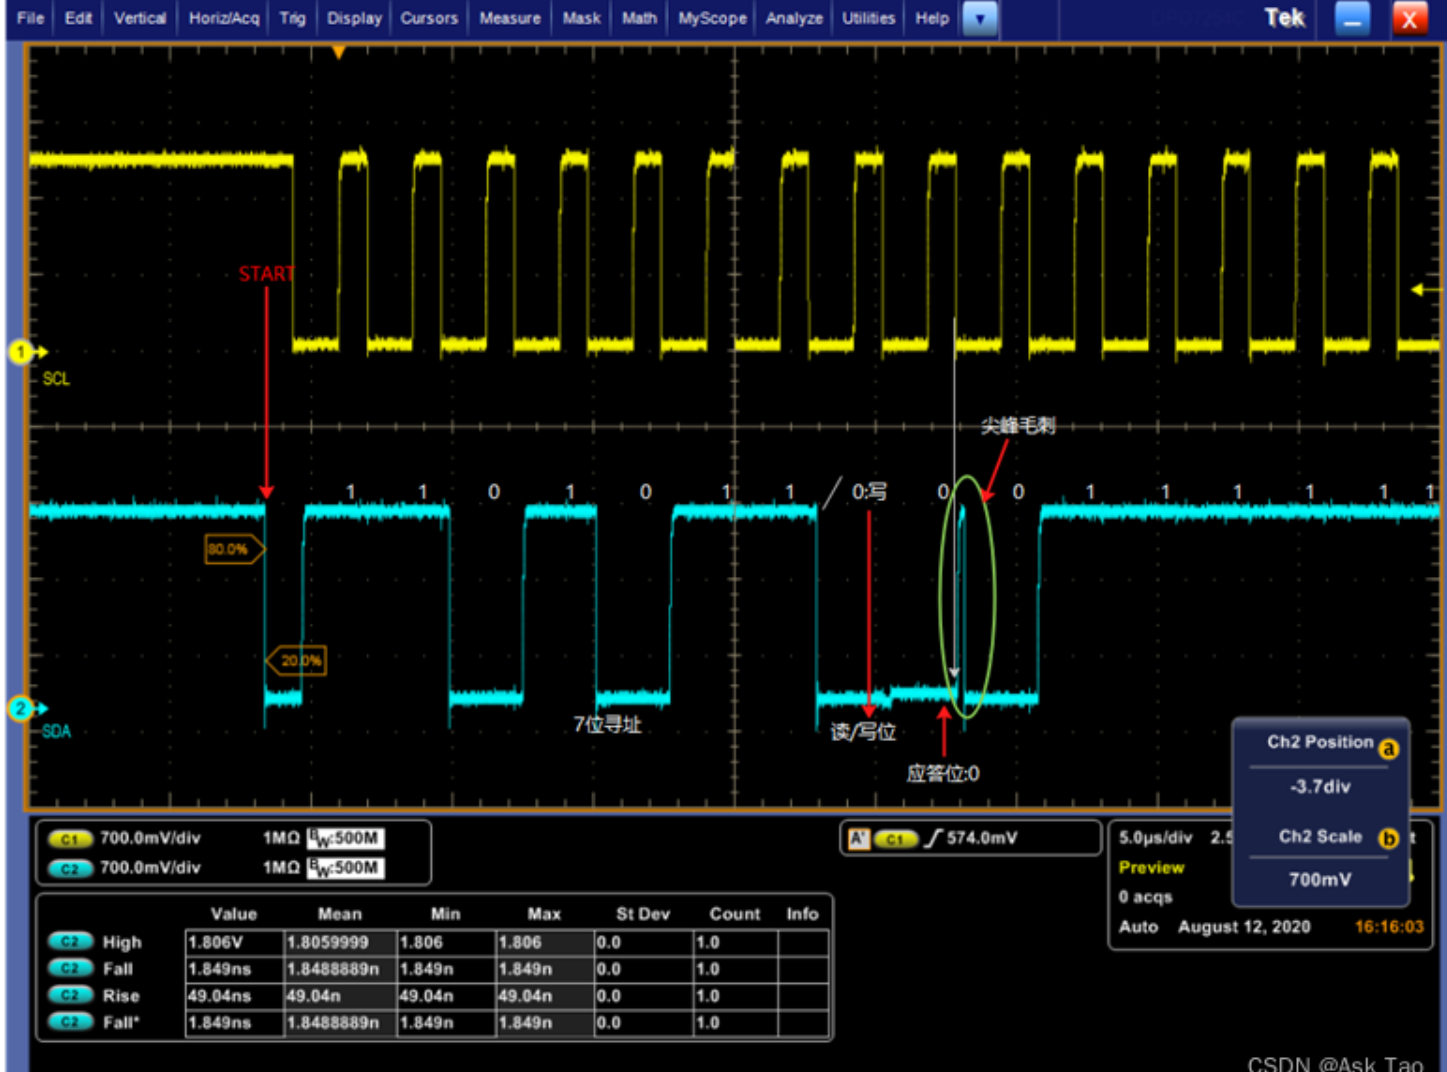 File Edit Vertical Horiz/Acq Trig Display Cursors Measure Mask Math MyScope Analyze Utilities Help Tek X
START
1
SCL
尖峰毛刺
1 1 0 1 0 1 1 / 0:写 0 0 1 1 1 1 1 1
80.0%
20.0%
2
SDA
7位寻址
读/写位
应答位:0
Ch2 Position a
-3.7div
Ch2 Scale b
700mV
C1 700.0mV/div 1MΩ BW:500M
C2 700.0mV/div 1MΩ BW:500M
A' C1 574.0mV
5.0µs/div 2.5
Preview
0 acqs
Auto August 12, 2020 16:16:03
Value Mean Min Max St Dev Count Info
C2 High 1.806V 1.8059999 1.806 1.806 0.0 1.0
C2 Fall 1.849ns 1.8488889n 1.849n 1.849n 0.0 1.0
C2 Rise 49.04ns 49.04n 49.04n 49.04n 0.0 1.0
C2 Fall* 1.849ns 1.8488889n 1.849n 1.849n 0.0 1.0
CSDN @Ask Tao